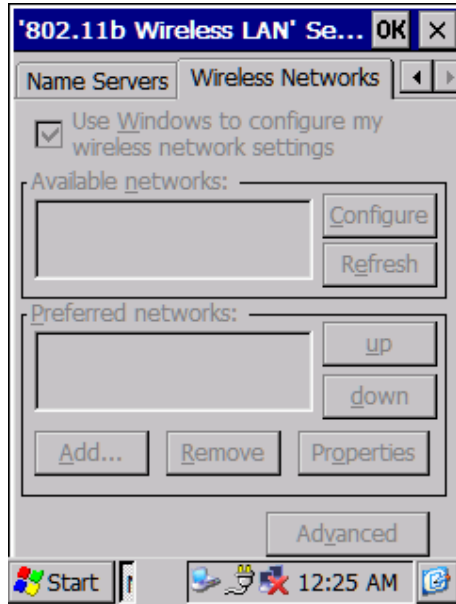 '802.11b Wireless LAN' Se... OK ×
Name Servers Wireless Networks
Use Windows to configure my
wireless network settings
Available networks:
Configure
Refresh
Preferred networks:
up
down
Add... Remove Properties
Advanced
Start 12:25 AM